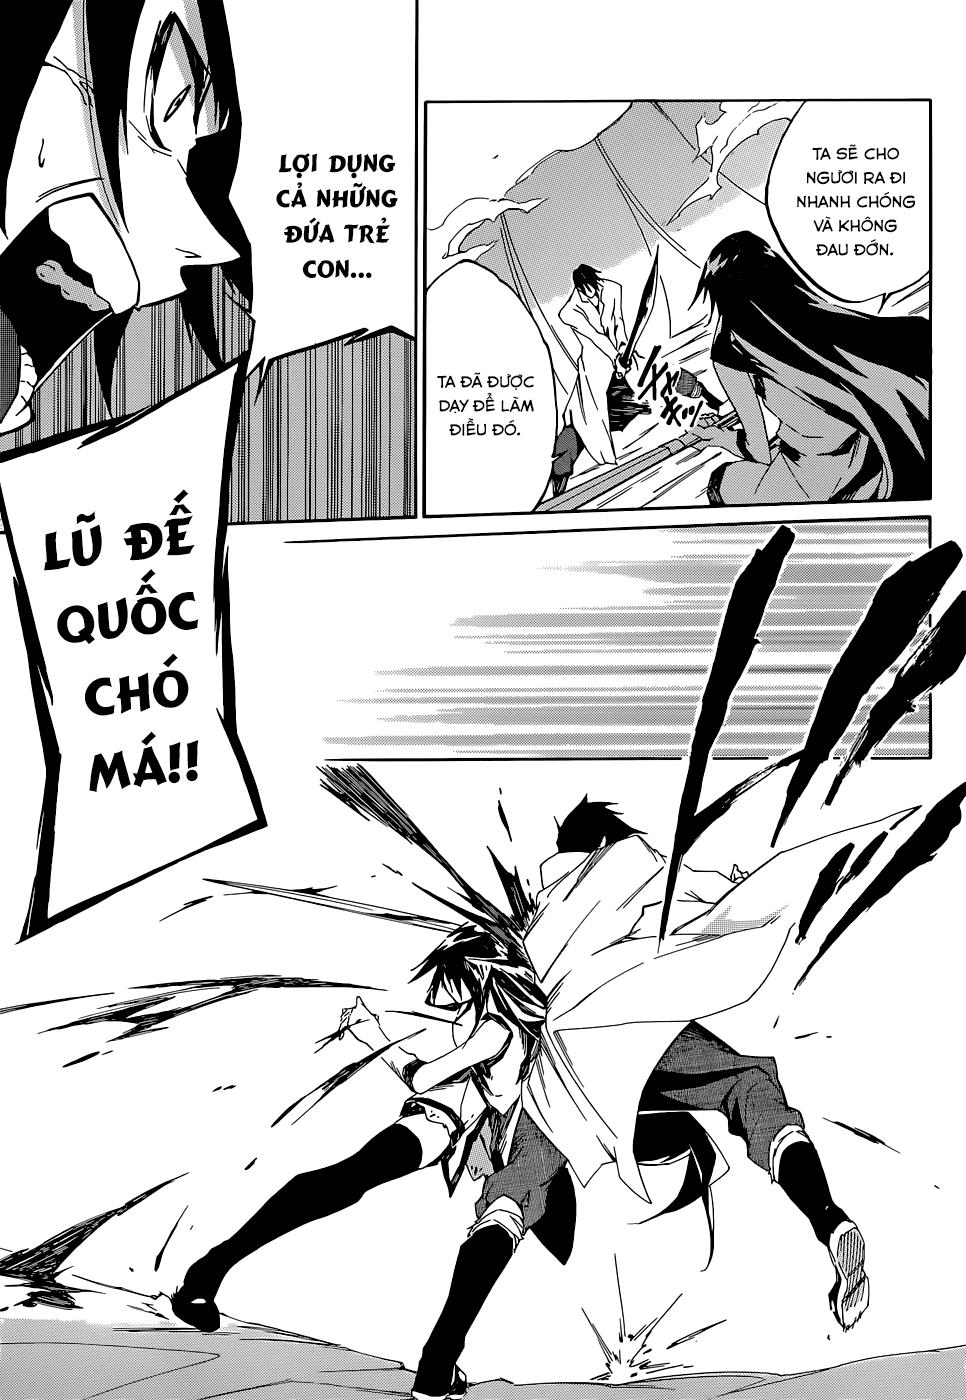 TA SẼ CHO
NGƯƠI RA ĐI
NHANH CHÓNG
VÀ KHÔNG
ĐAU ĐỚN.
TA ĐÃ ĐƯỢC
DẠY ĐỂ LÀM
ĐIỀU ĐÓ.
LỢI DỤNG
CẢ NHỮNG
ĐỨA TRẺ
CON...
LŨ ĐẾ
QUỐC
CHÓ
MÁ!!